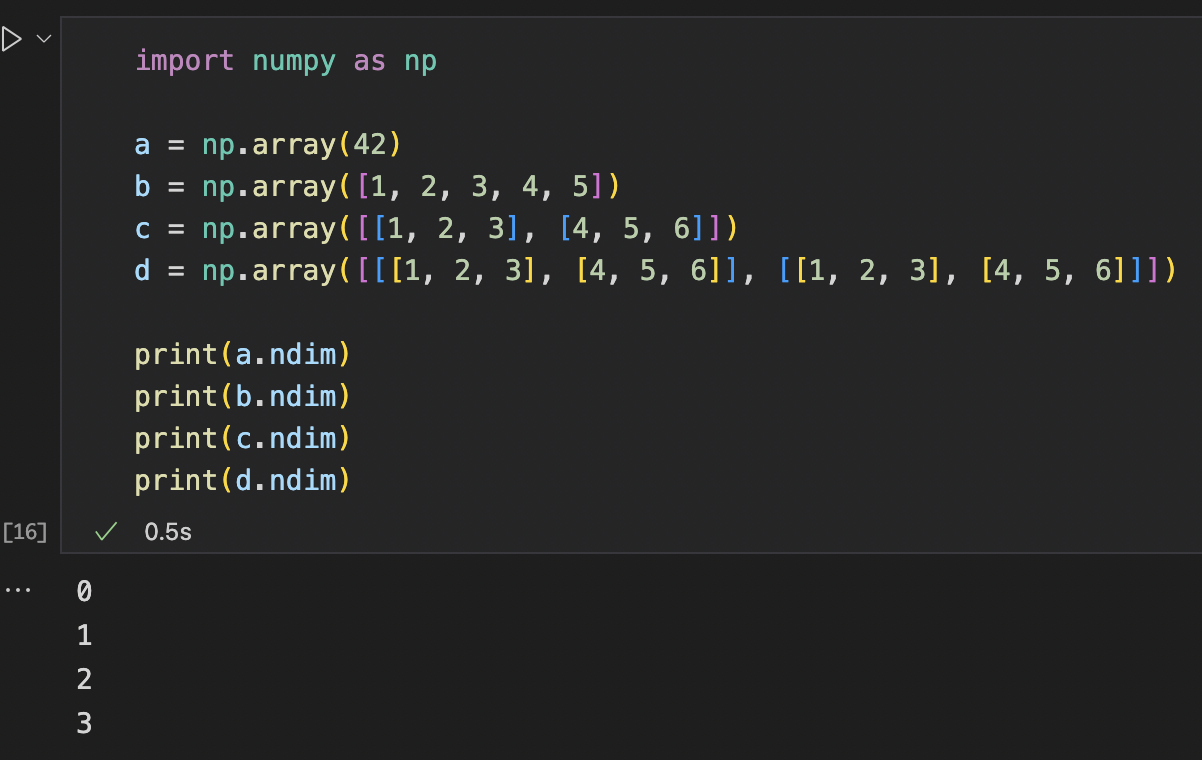 import numpy as np
a = np.array(42)
b = np.array([1, 2, 3, 4, 5])
c = np.array([[1, 2, 3], [4, 5, 6]])
d = np.array([[[1, 2, 3], [4, 5, 6]], [[1, 2, 3], [4, 5, 6]]])
print(a.ndim)
print(b.ndim)
print(c.ndim)
print(d.ndim)
[16] ✓ 0.5s
... 0
1
2
3